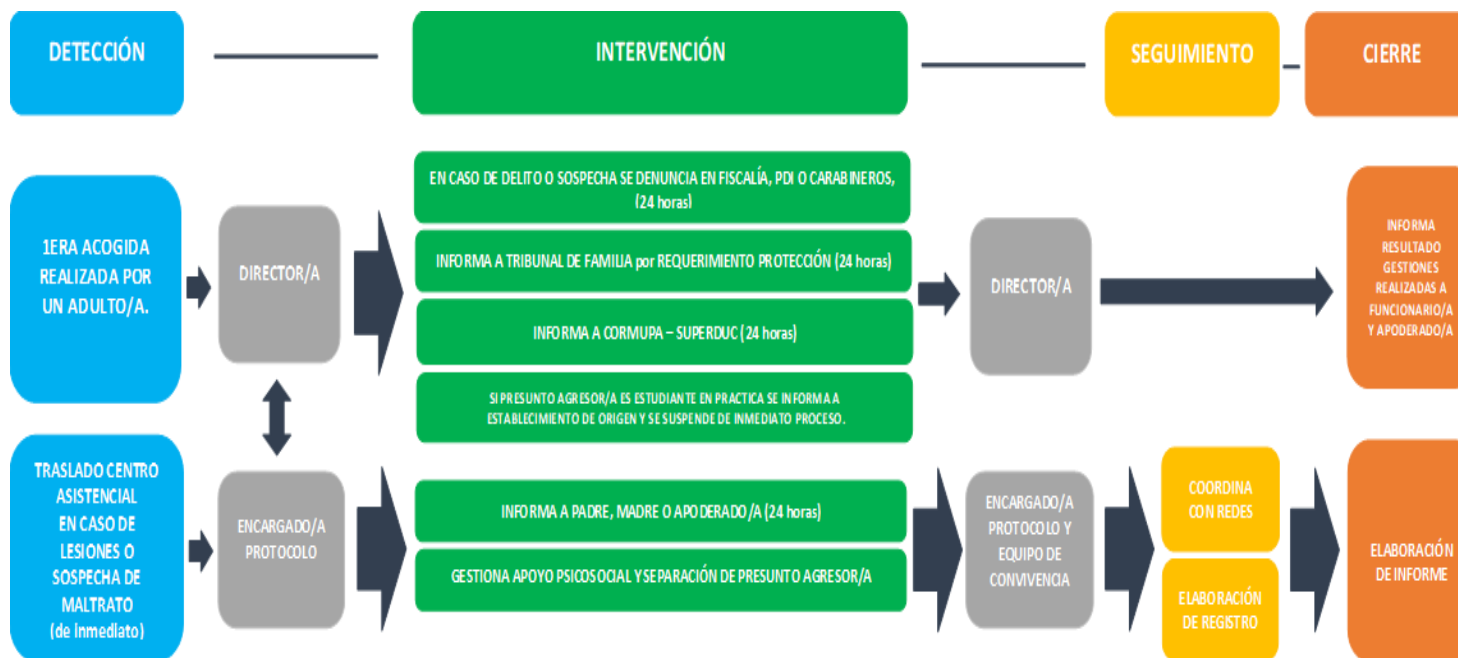 DETECCIÓN
INTERVENCIÓN
SEGUIMIENTO
CIERRE
1ERA ACOGIDA
REALIZADA POR
UN ADULTO/A.
DIRECTOR/A
EN CASO DE DELITO O SOSPECHA SE DENUNCIA EN FISCALÍA, PDI O CARABINEROS,
(24 horas)
INFORMA A TRIBUNAL DE FAMILIA por REQUERIMIENTO PROTECCIÓN (24 horas)
INFORMA A CORMUPA – SUPERDUC (24 horas)
SI PRESUNTO AGRESOR/A ES ESTUDIANTE EN PRACTICA SE INFORMA A
ESTABLECIMIENTO DE ORIGEN Y SE SUSPENDE DE INMEDIATO PROCESO.
DIRECTOR/A
INFORMA
RESULTADO
GESTIONES
REALIZADAS A
FUNCIONARIO/A
Y APODERADO/A
TRASLADO CENTRO
ASISTENCIAL
EN CASO DE
LESIONES O
SOSPECHA DE
MALTRATO
(de inmediato)
ENCARGADO/A
PROTOCOLO
INFORMA A PADRE, MADRE O APODERADO/A (24 horas)
GESTIONA APOYO PSICOSOCIAL Y SEPARACIÓN DE PRESUNTO AGRESOR/A
ENCARGADO/A
PROTOCOLO Y
EQUIPO DE
CONVIVENCIA
COORDINA
CON REDES
ELABORACIÓN
DE REGISTRO
ELABORACIÓN
DE INFORME